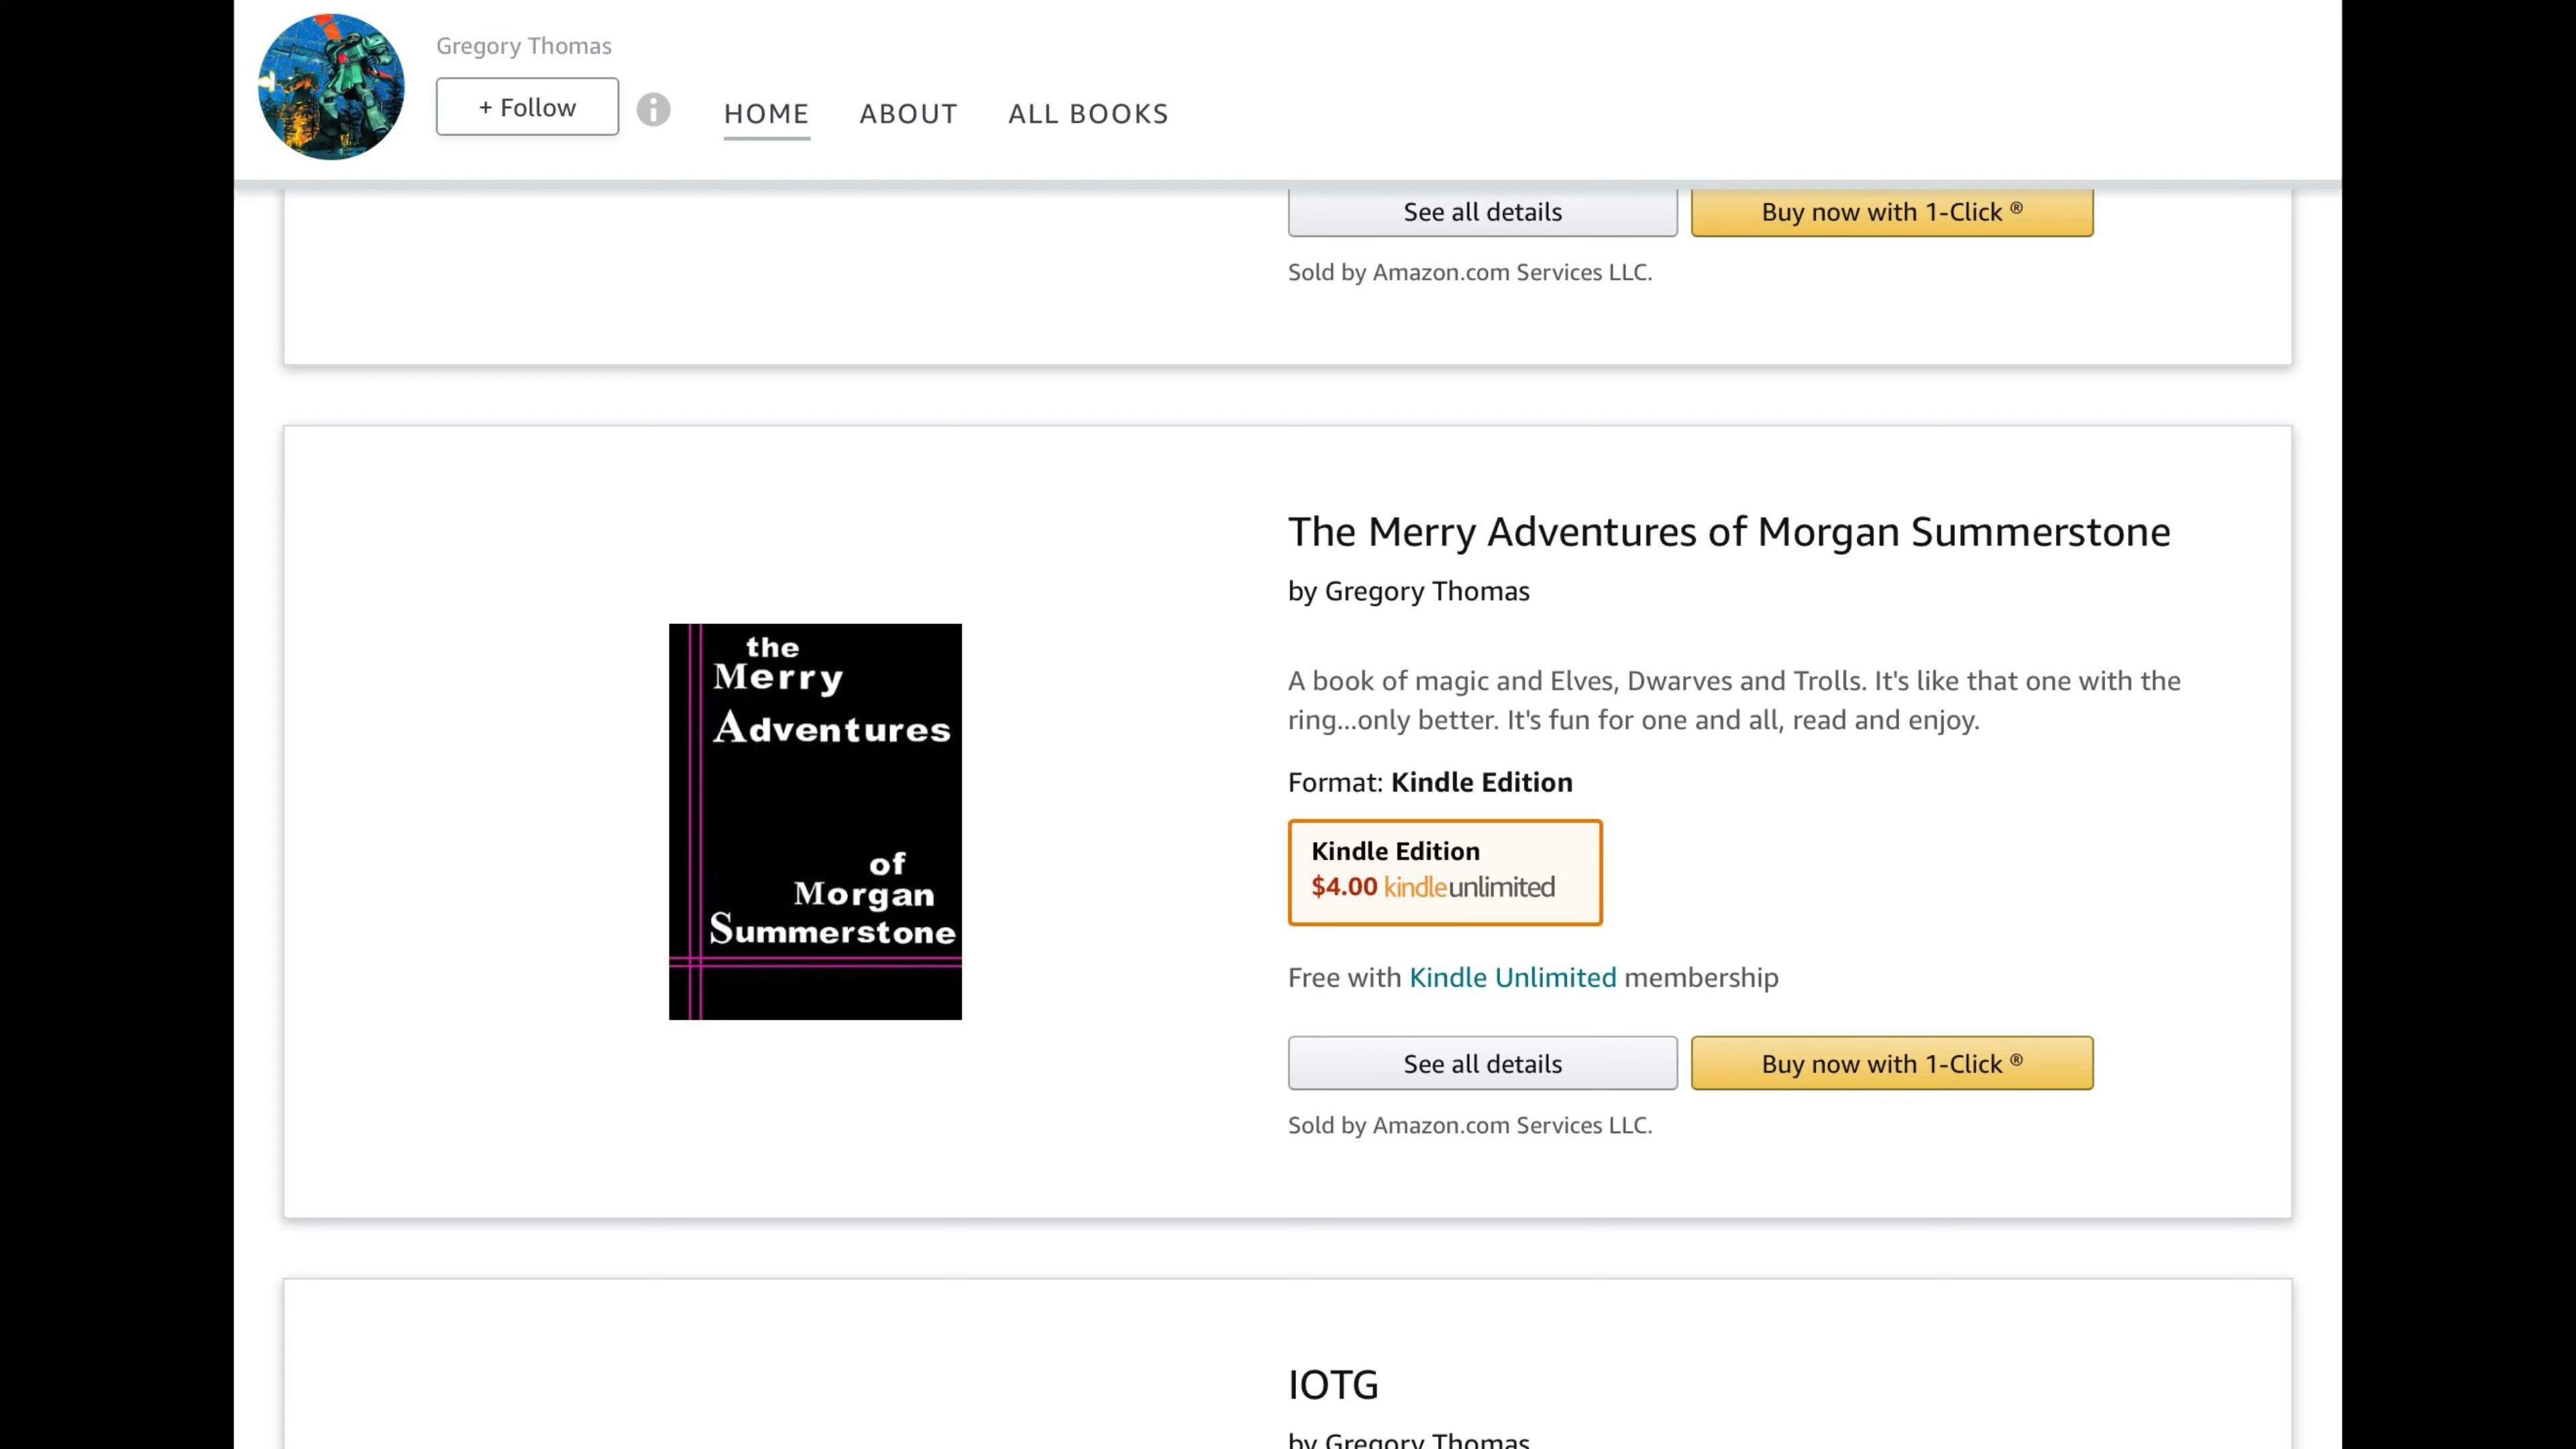 Gregory Thomas
+ Follow
HOME ABOUT ALL BOOKS
See all details Buy now with 1-Click ®
Sold by Amazon.com Services LLC.
The Merry Adventures of Morgan Summerstone
by Gregory Thomas
the
Merry
Adventures
of
Morgan
Summerstone
A book of magic and Elves, Dwarves and Trolls. It's like that one with the
ring...only better. It's fun for one and all, read and enjoy.
Format: Kindle Edition
Kindle Edition
$4.00 kindleunlimited
Free with Kindle Unlimited membership
See all details Buy now with 1-Click ®
Sold by Amazon.com Services LLC.
IOTG
by Gregory Thomas